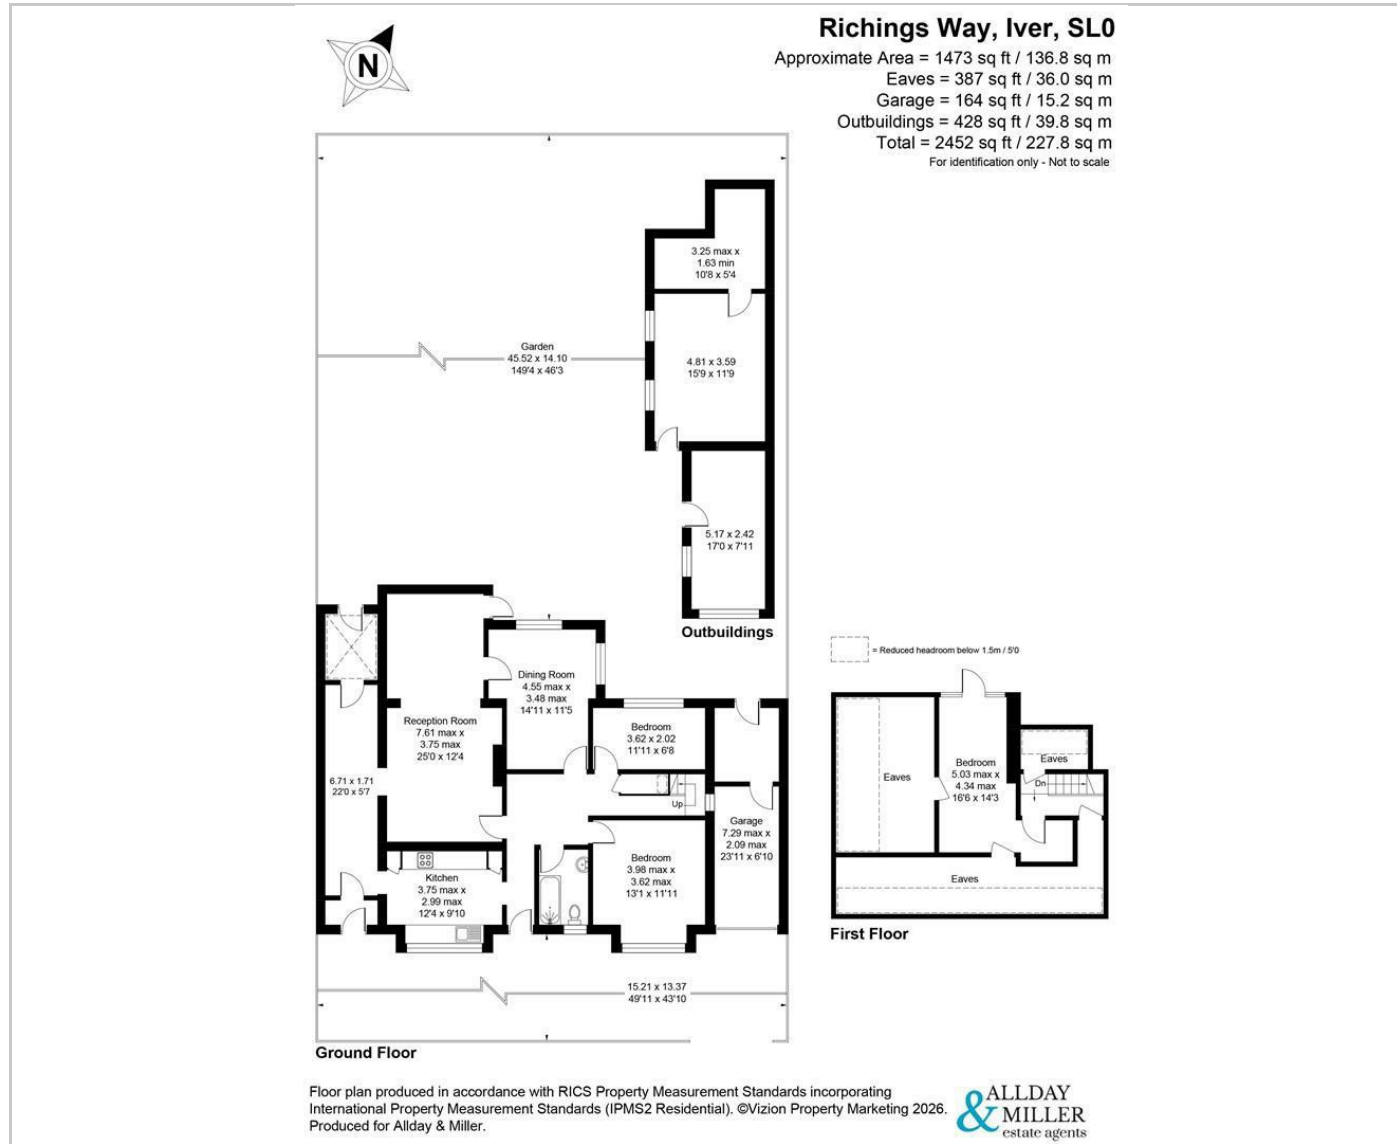 N
Richings Way, Iver, SL0
Approximate Area = 1473 sq ft / 136.8 sq m
Eaves = 387 sq ft / 36.0 sq m
Garage = 164 sq ft / 15.2 sq m
Outbuildings = 428 sq ft / 39.8 sq m
Total = 2452 sq ft / 227.8 sq m
For identification only - Not to scale
3.25 max x
1.63 min
10'8 x 5'4
Garden
45.52 x 14.10
149'4 x 46'3
4.81 x 3.59
15'9 x 11'9
5.17 x 2.42
17'0 x 7'11
Outbuildings
Dining Room
4.55 max x
3.48 max
14'11 x 11'5
Reception Room
7.61 max x
3.75 max
25'0 x 12'4
Bedroom
3.62 x 2.02
11'11 x 6'8
6.71 x 1.71
22'0 x 5'7
Up
Garage
7.29 max x
2.09 max
23'11 x 6'10
Kitchen
3.75 max x
2.99 max
12'4 x 9'10
Bedroom
3.98 max x
3.62 max
13'1 x 11'11
15.21 x 13.37
49'11 x 43'10
Ground Floor
= Reduced headroom below 1.5m / 5'0
Eaves
Bedroom
5.03 max x
4.34 max
16'6 x 14'3
Eaves
Dn
Eaves
First Floor
Floor plan produced in accordance with RICS Property Measurement Standards incorporating
International Property Measurement Standards (IPMS2 Residential). ©Vizion Property Marketing 2026.
Produced for Allday & Miller.
ALLDAY
& MILLER
estate agents